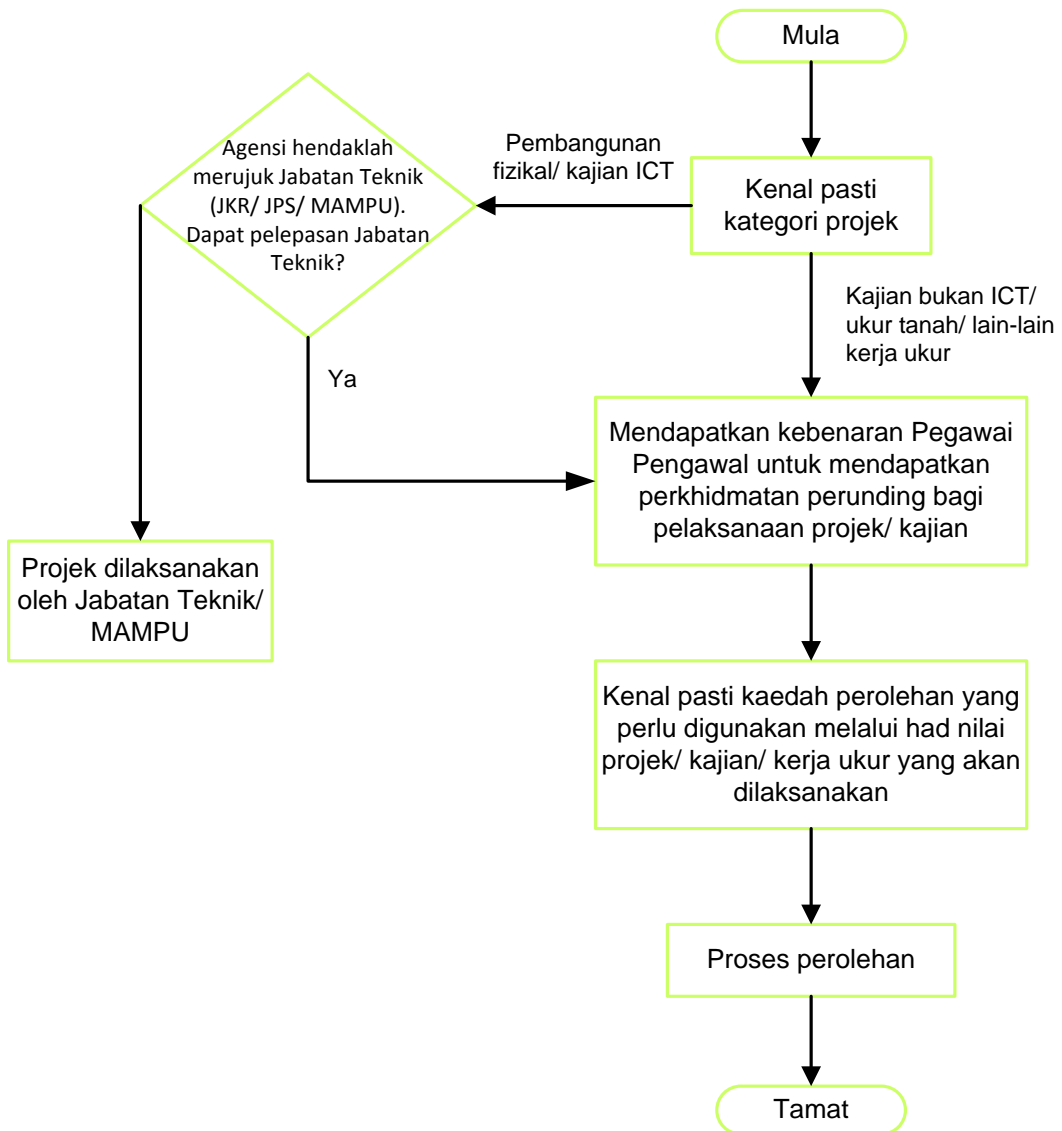 Mula
Agensi hendaklah
merujuk Jabatan Teknik
(JKR/ JPS/ MAMPU).
Dapat pelepasan Jabatan
Teknik?
Pembangunan
fizikal/ kajian ICT
Kenal pasti
kategori projek
Kajian bukan ICT/
ukur tanah/ lain-lain
kerja ukur
Ya
Mendapatkan kebenaran Pegawai
Pengawal untuk mendapatkan
perkhidmatan perunding bagi
pelaksanaan projek/ kajian
Projek dilaksanakan
oleh Jabatan Teknik/
MAMPU
Kenal pasti kaedah perolehan yang
perlu digunakan melalui had nilai
projek/ kajian/ kerja ukur yang akan
dilaksanakan
Proses perolehan
Tamat